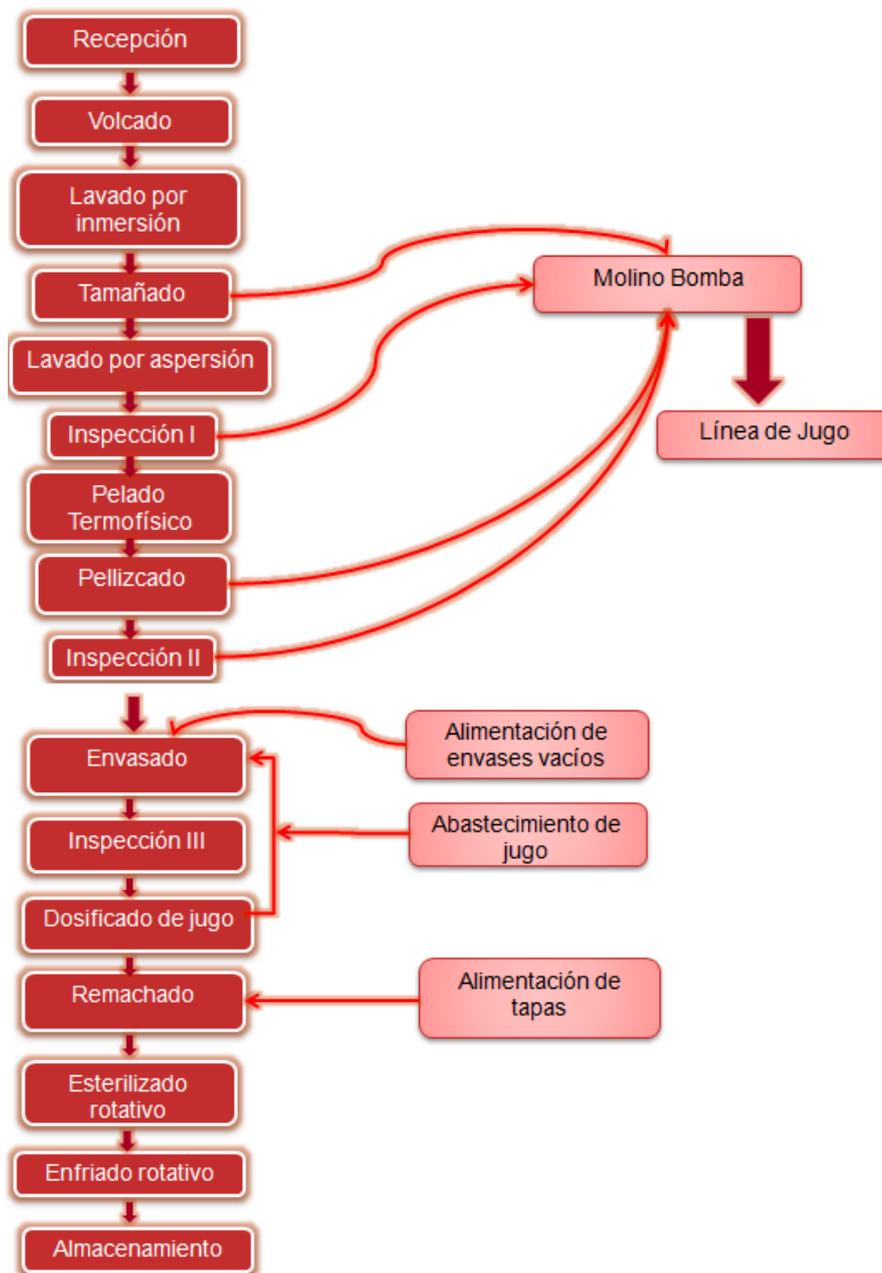 Recepción
Volcado
Lavado por
inmersión
Tamañado
Molino Bomba
Lavado por aspersión
Inspección I
Línea de Jugo
Pelado
Termofísico
Pellizcado
Inspección II
Envasado
Alimentación de
envases vacíos
Inspección III
Abastecimiento de
jugo
Dosificado de jugo
Remachado
Alimentación de
tapas
Esterilizado
rotativo
Enfriado rotativo
Almacenamiento